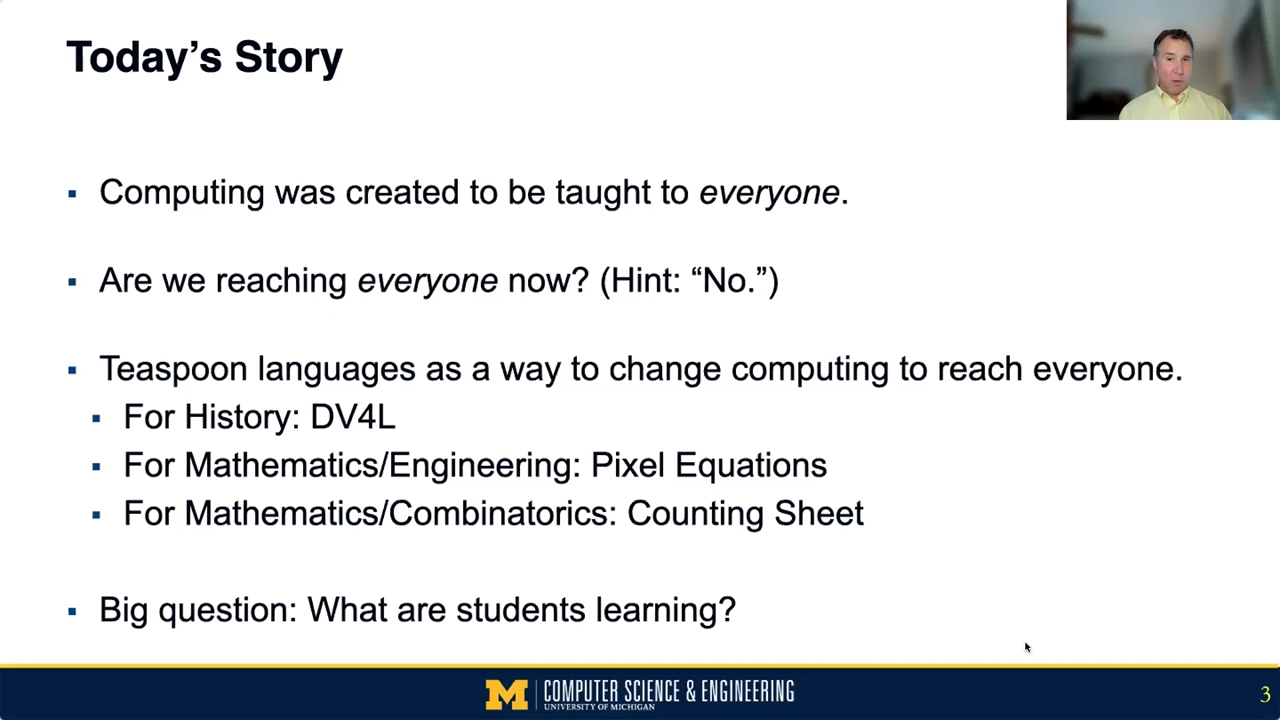 Today’s Story
▪ Computing was created to be taught to everyone.
▪ Are we reaching everyone now? (Hint: “No.”)
▪ Teaspoon languages as a way to change computing to reach everyone.
▪ For History: DV4L
▪ For Mathematics/Engineering: Pixel Equations
▪ For Mathematics/Combinatorics: Counting Sheet
▪ Big question: What are students learning?
M COMPUTER SCIENCE & ENGINEERING
UNIVERSITY OF MICHIGAN
3